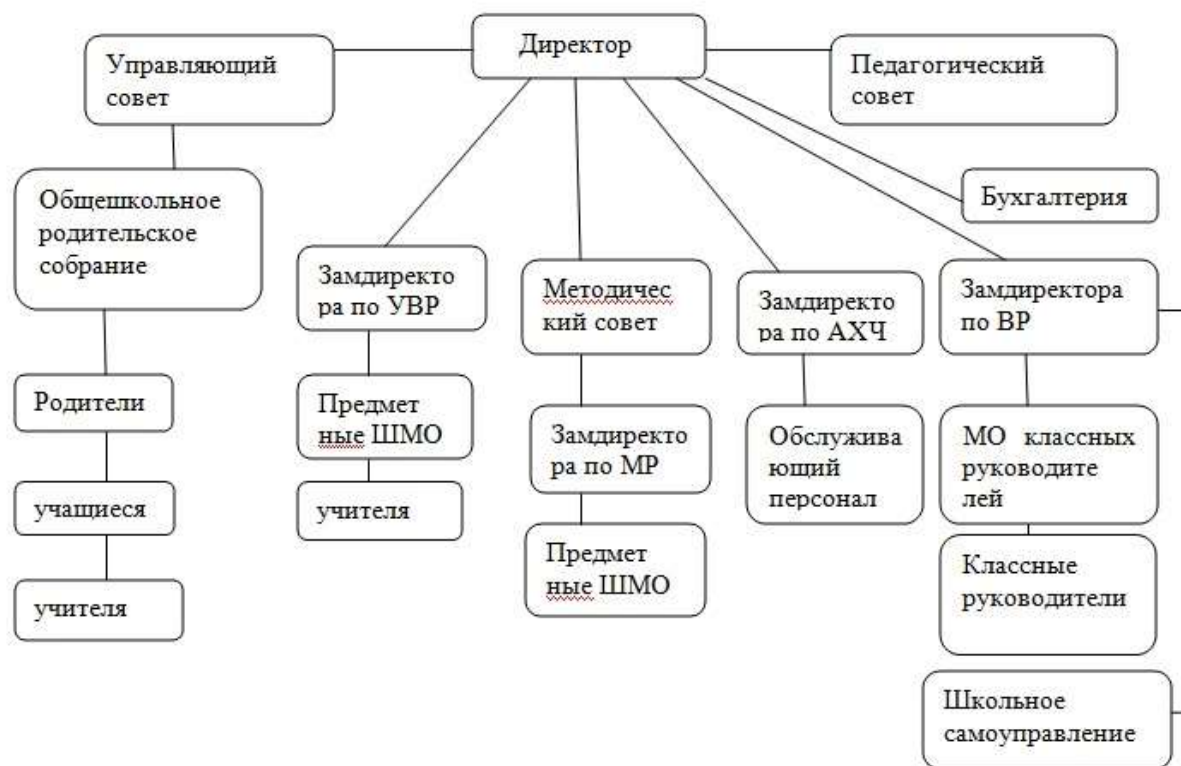 Директор
Управляющий
совет
Педагогический
совет
Общешкольное
родительское
собрание
Бухгалтерия
Замдиректо
ра по УВР
Методичес
кий совет
Замдиректо
ра по АХЧ
Замдиректора
по ВР
Родители
Предмет
ные ШМО
Замдиректо
ра по МР
Обслужива
ющий
персонал
МО классных
руководите
лей
учащиеся
учителя
Предмет
ные ШМО
Классные
руководители
учителя
Школьное
самоуправление